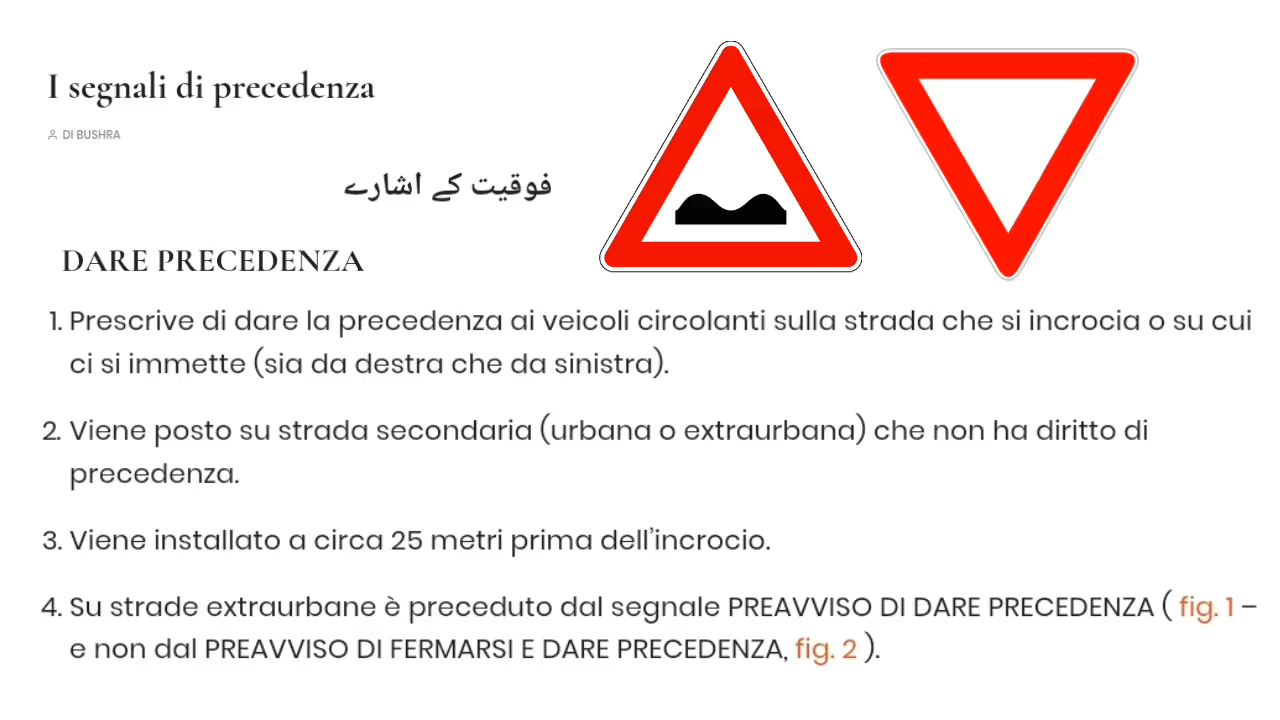 I segnali di precedenza
DI BUSHRA
فوقیت کے اشارے
DARE PRECEDENZA
1. Prescrive di dare la precedenza ai veicoli circolanti sulla strada che si incrocia o su cui
ci si immette (sia da destra che da sinistra).
2. Viene posto su strada secondaria (urbana o extraurbana) che non ha diritto di
precedenza.
3. Viene installato a circa 25 metri prima dell’incrocio.
4. Su strade extraurbane è preceduto dal segnale PREAVVISO DI DARE PRECEDENZA ( fig. 1 –
e non dal PREAVVISO DI FERMARSI E DARE PRECEDENZA, fig. 2 ).